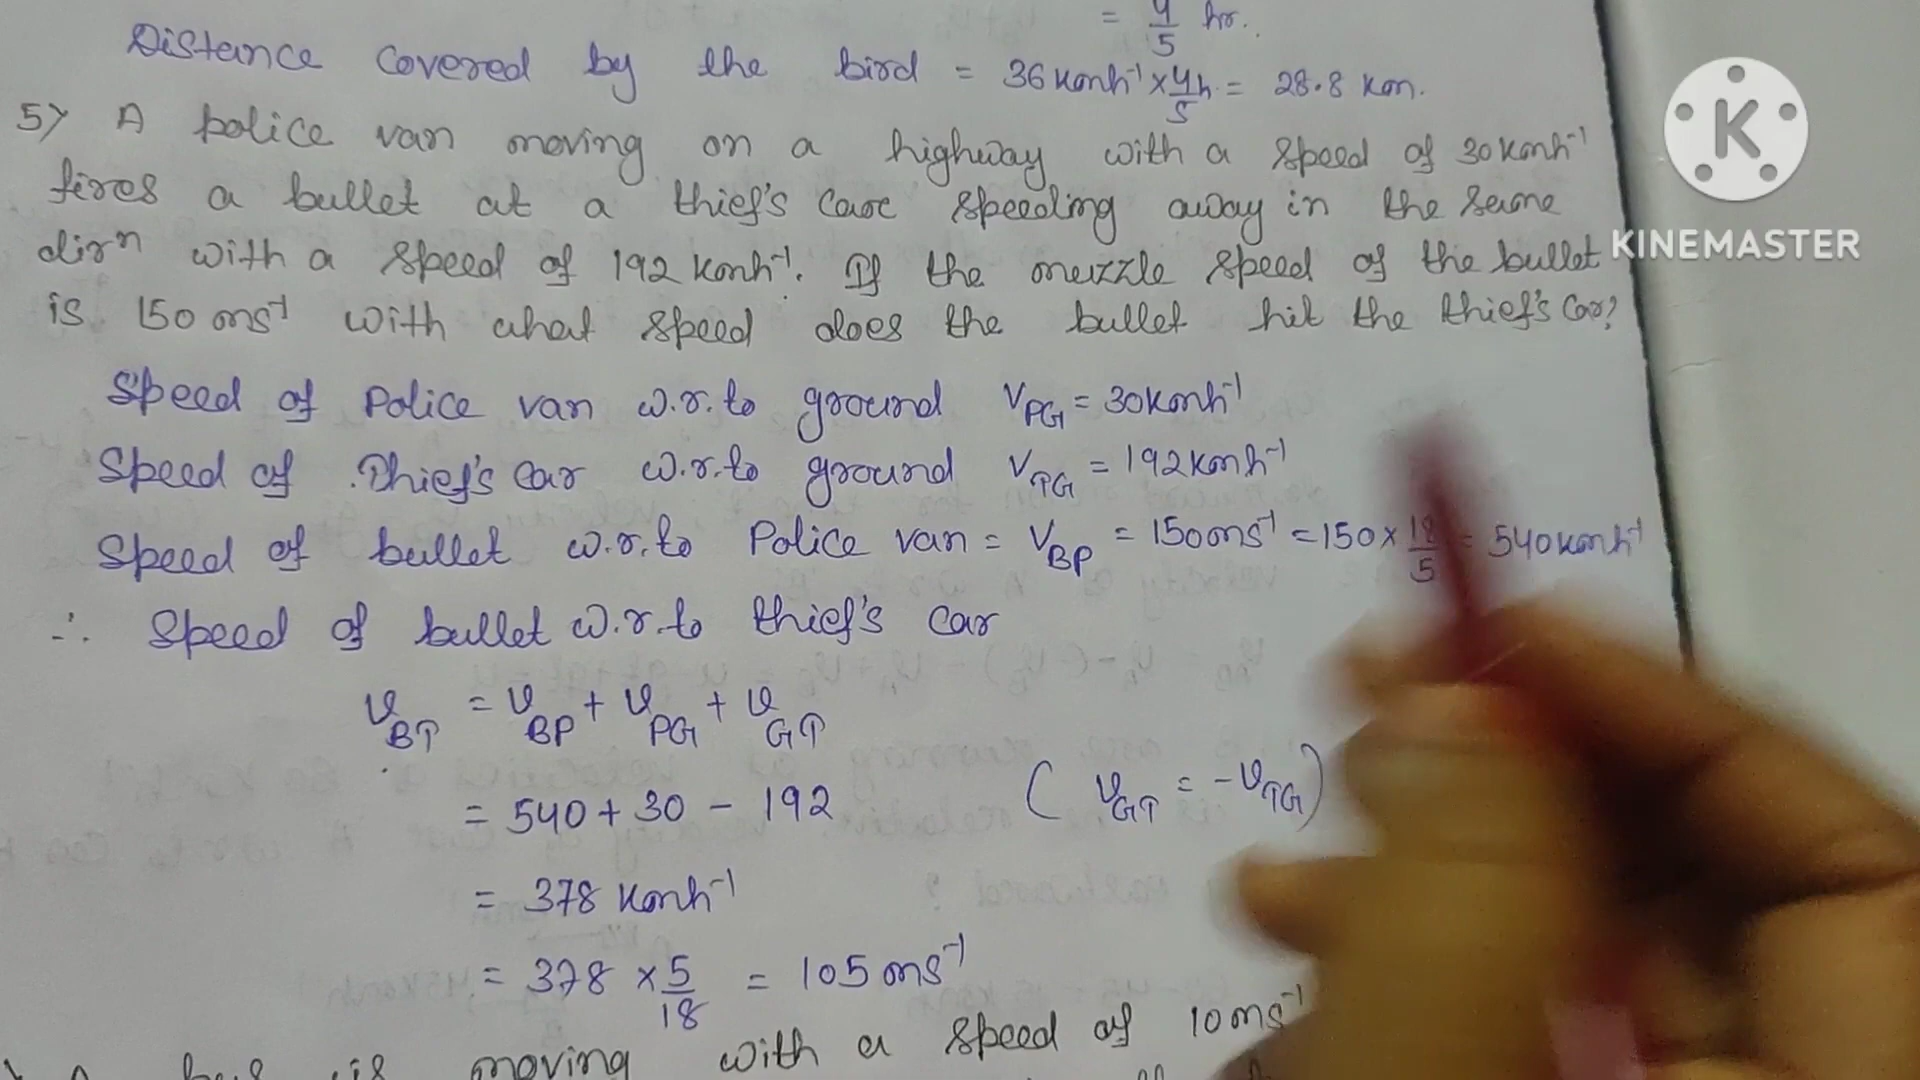 = 4/5 hr.
Distance covered by the bird = 36 kmh⁻¹ × 4/5 h = 28.8 km.
5> A police van moving on a highway with a speed of 30 kmh⁻¹
fires a bullet at a thief's car speeding away in the same
dirⁿ with a speed of 192 kmh⁻¹. If the muzzle speed of the bullet
is 150 ms⁻¹ with what speed does the bullet hit the thief's car?
Speed of Police van w.r.to ground V_PG = 30 kmh⁻¹
Speed of Thief's car w.r.to ground V_TG = 192 kmh⁻¹
Speed of bullet w.r.to Police van = V_BP = 150 ms⁻¹ = 150 × 18/5 = 540 kmh⁻¹
∴ Speed of bullet w.r.to thief's car
V_BT = V_BP + V_PG + V_GT
= 540 + 30 - 192 ( V_GT = -V_TG )
= 378 kmh⁻¹
= 378 × 5/18 = 105 ms⁻¹
moving with a speed of 10 ms⁻¹
K
KINEMASTER